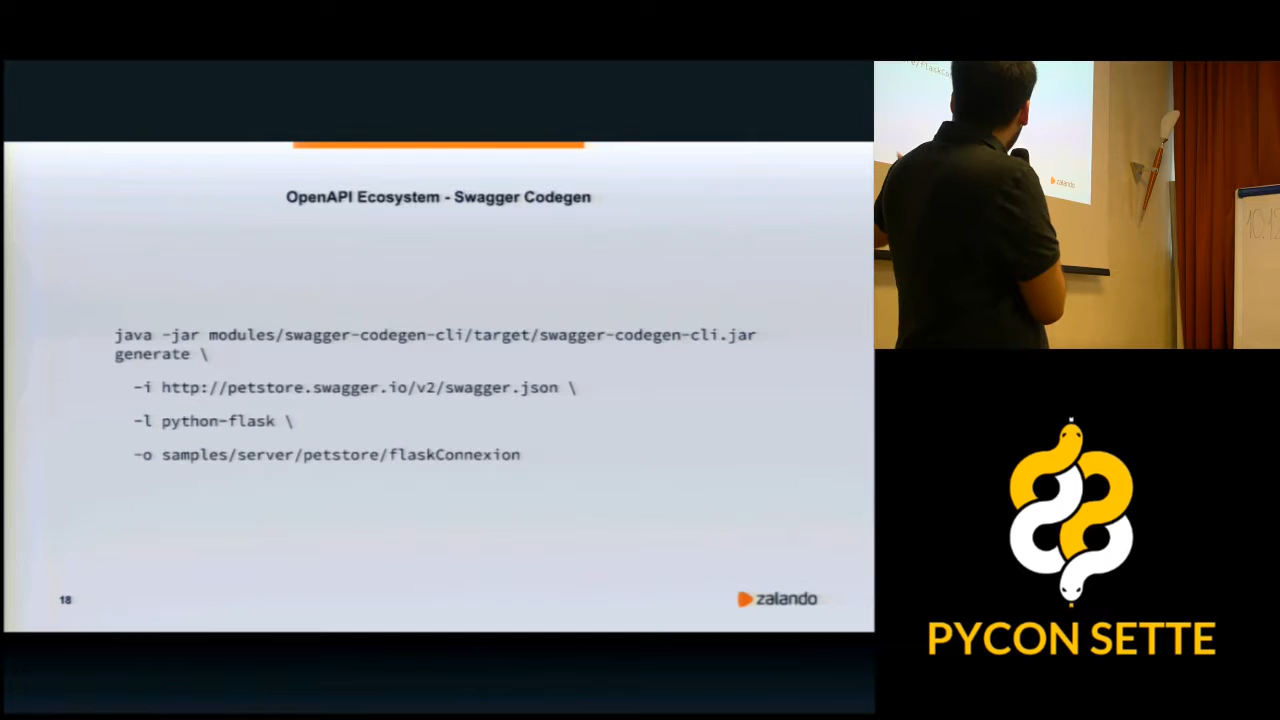 OpenAPI Ecosystem - Swagger Codegen
java -jar modules/swagger-codegen-cli/target/swagger-codegen-cli.jar
generate \
-i http://petstore.swagger.io/v2/swagger.json \
-l python-flask \
-o samples/server/petstore/flaskConnexion
18
zalando
zalando
PYCON SETTE